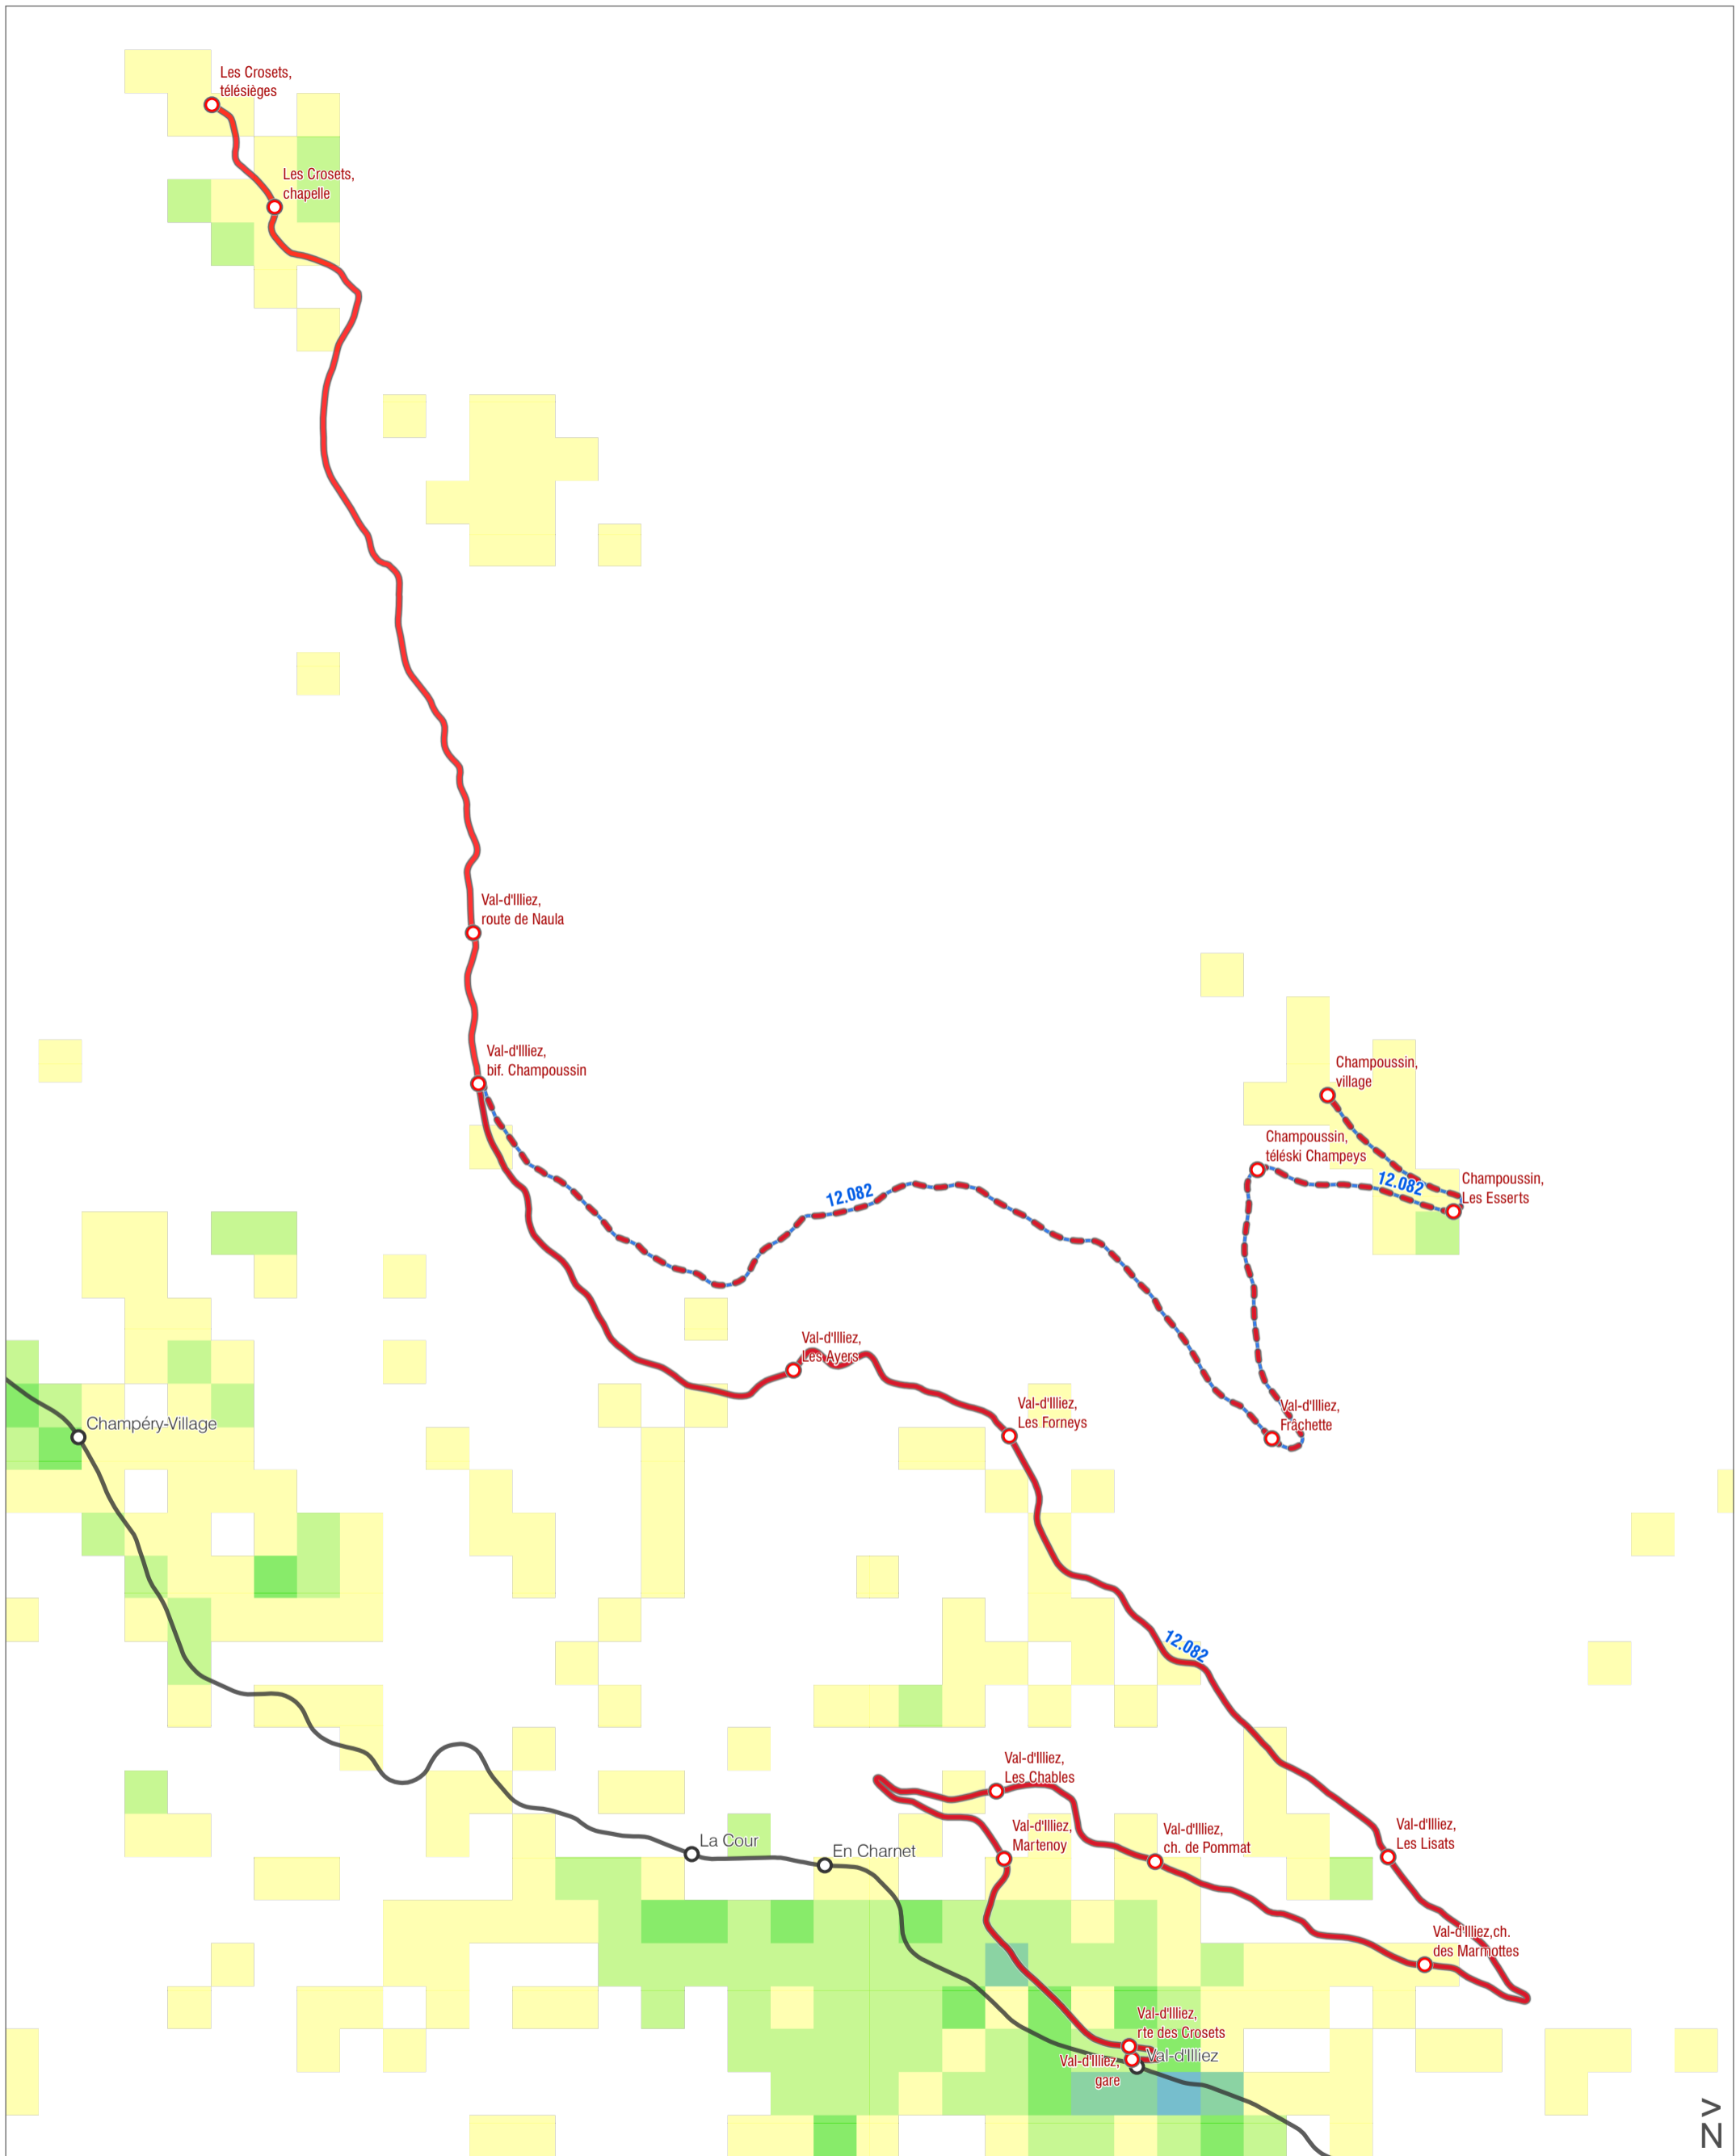 Les Crosets,
télésièges
Les Crosets,
chapelle
Val-d'Illiez,
route de Naula
Val-d'Illiez,
bif. Champoussin
Champoussin,
village
Champoussin,
téléski Champeys
Champoussin,
Les Esserts
12.082
12.082
Val-d'Illiez,
Les Ayers
Val-d'Illiez,
Les Forneys
Val-d'Illiez,
Frâchette
Champéry-Village
12.082
Val-d'Illiez,
Les Chables
Val-d'Illiez,
Martenoy
Val-d'Illiez,
ch. de Pommat
Val-d'Illiez,
Les Lisats
La Cour
En Charnet
Val-d'Illiez,ch.
des Marmottes
Val-d'Illiez,
rte des Crosets
Val-d'Illiez
Val-d'Illiez,
gare
N